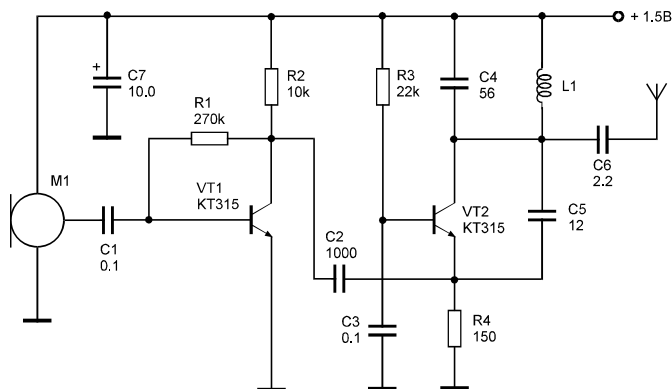 + 1.5В
+
C7
10.0
R2
10k
R3
22k
C4
56
L1
R1
270k
C6
2.2
M1
VT1
KT315
VT2
KT315
C5
12
C1
0.1
C2
1000
C3
0.1
R4
150